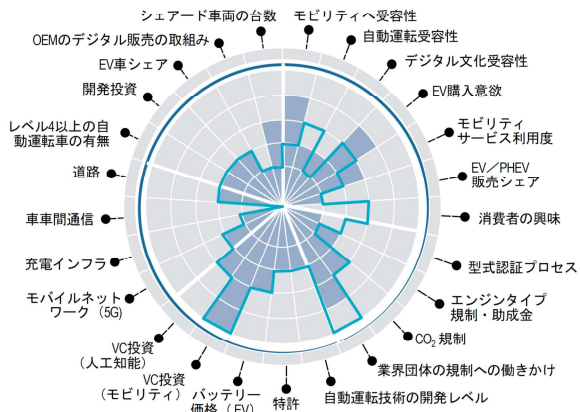 シェアード車両の台数
モビリティへ受容性
OEMのデジタル販売の取組み
自動運転受容性
EV車シェア
デジタル文化受容性
開発投資
EV購入意欲
レベル4以上の自
動運転車の有無
モビリティ
サービス利用度
道路
EV/PHEV
販売シェア
車車間通信
消費者の興味
充電インフラ
型式認証プロセス
モバイルネット
ワーク（5G）
エンジンタイプ
規制・助成金
VC投資
（人工知能）
CO₂規制
VC投資
（モビリティ）
業界団体の規制への働きかけ
バッテリー
価格（EV）
特許
自動運転技術の開発レベル